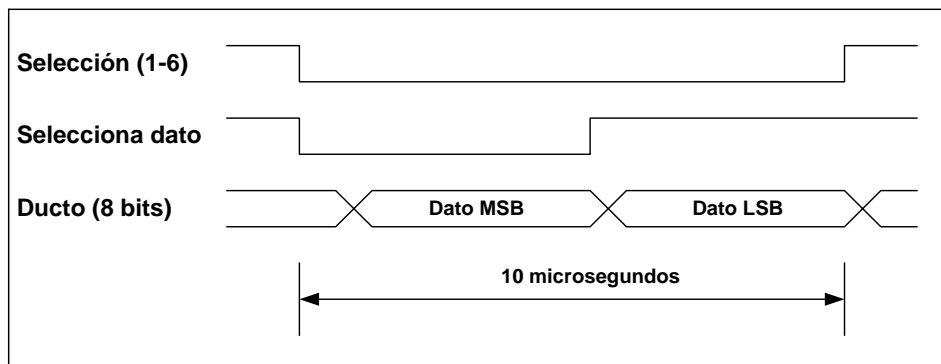 Selección (1-6)
Selecciona dato
Ducto (8 bits)
Dato MSB
Dato LSB
10 microsegundos